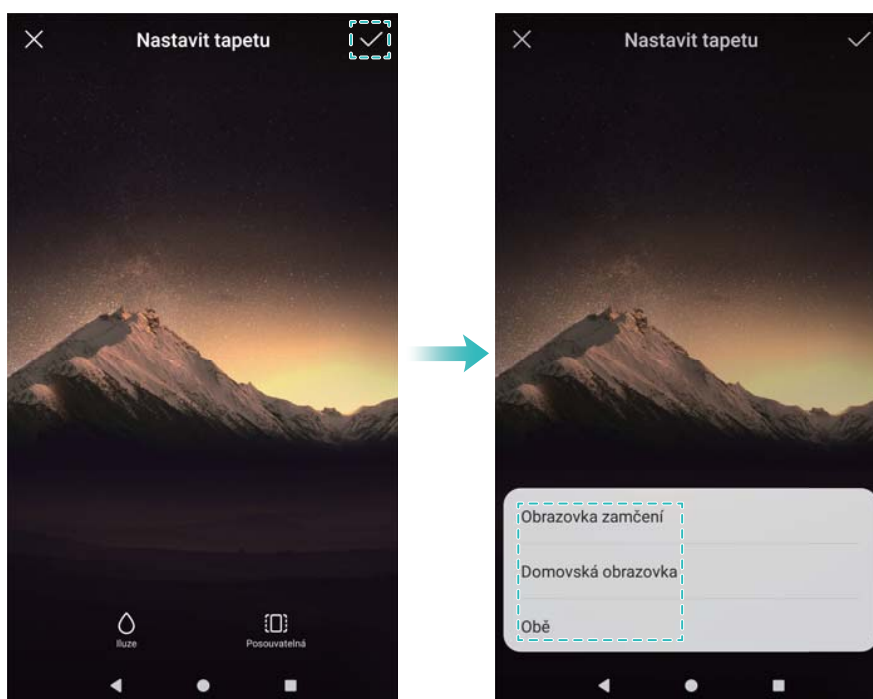 Nastavit tapetu
Iluze
Posouvatelná
Nastavit tapetu
Obrazovka zamčení
Domovská obrazovka
Obě